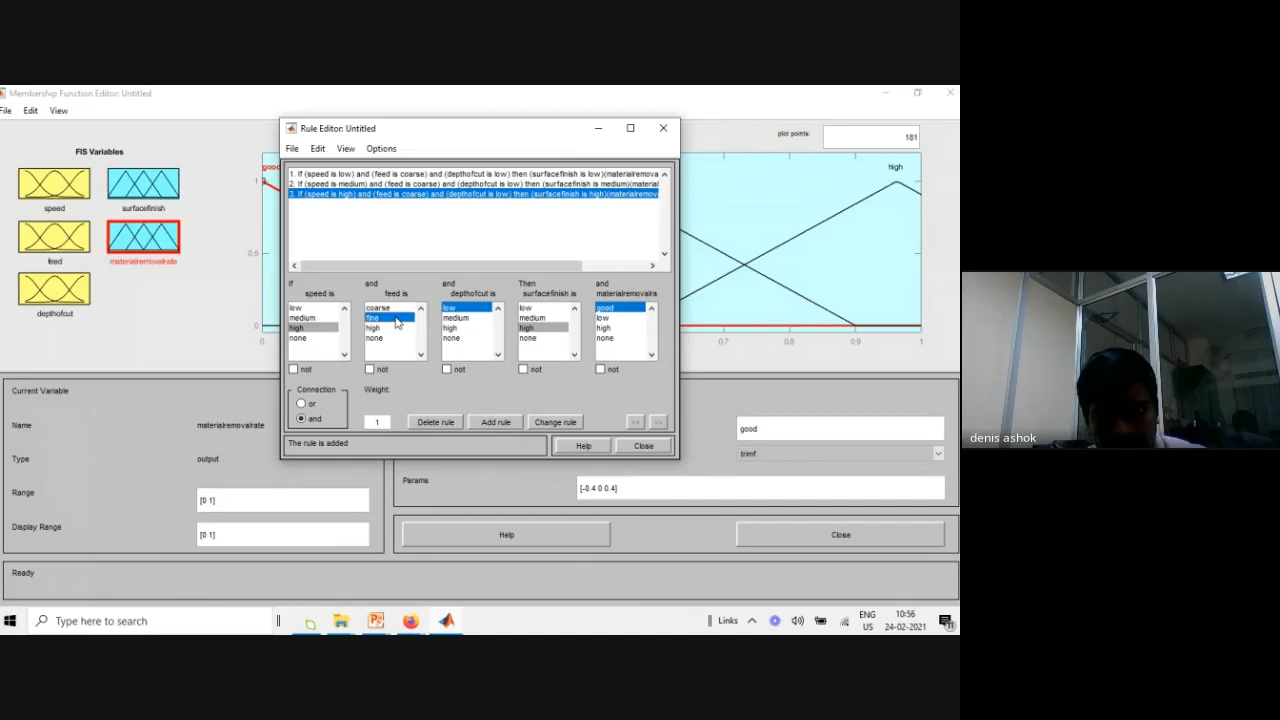 Membership Function Editor: Untitled
File Edit View
FIS Variables
speed
surfacefinish
feed
materialremovalrate
depthofcut
plot points:
181
good
high
1
0.5
0
0
0.7
0.8
0.9
1
Rule Editor: Untitled
File Edit View Options
1. If (speed is low) and (feed is coarse) and (depthofcut is low) then (surfacefinish is low)(materialremova
2. If (speed is medium) and (feed is coarse) and (depthofcut is low) then (surfacefinish is medium)(material
3. If (speed is high) and (feed is coarse) and (depthofcut is low) then (surfacefinish is high)(materialremov
If and and Then and
speed is feed is depthofcut is surfacefinish is materialremovalra
low coarse low low good
medium fine medium medium low
high high high high high
none none none none none
not not not not not
Connection
or
and
Weight:
1
Delete rule
Add rule
Change rule
<<
>>
The rule is added
Help
Close
Current Variable
Name
materialremovalrate
Type
output
Range
[0 1]
Display Range
[0 1]
good
trimf
Params
[-0.4 0 0.4]
Help
Close
Ready
Type here to search
Links
ENG
US
10:56
24-02-2021
denis ashok